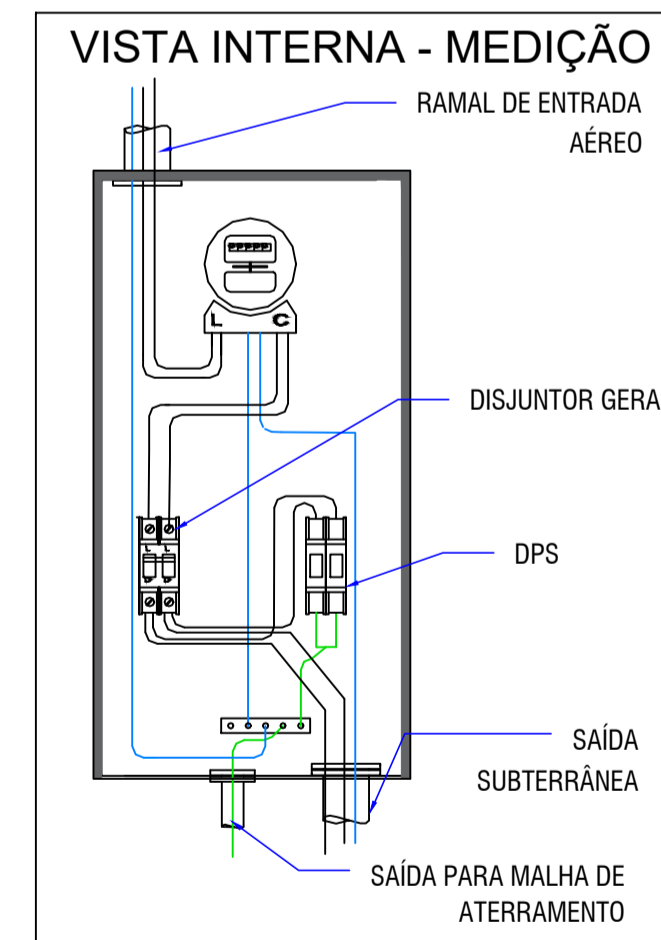 VISTA INTERNA - MEDIÇÃO
RAMAL DE ENTRADA
AÉREO
L C
DISJUNTOR GERA
L L
DPS
SAÍDA
SUBTERRÂNEA
SAÍDA PARA MALHA DE
ATERRAMENTO